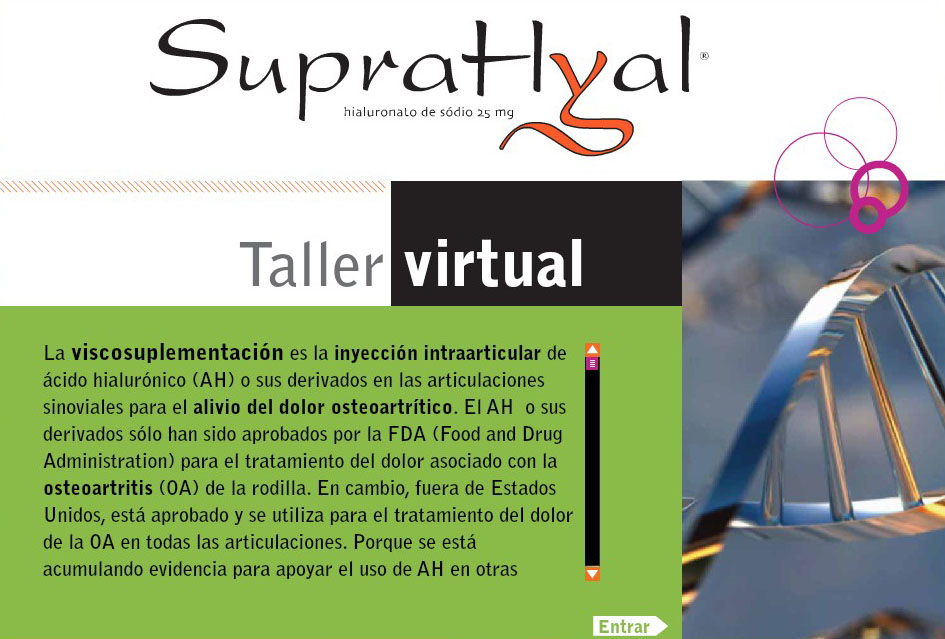 SupraHyal®
hialuronato de sódio 25 mg
Taller virtual
La viscosuplementación es la inyección intraarticular de
ácido hialurónico (AH) o sus derivados en las articulaciones
sinoviales para el alivio del dolor osteoartrítico. El AH o sus
derivados sólo han sido aprobados por la FDA (Food and Drug
Administration) para el tratamiento del dolor asociado con la
osteoartritis (OA) de la rodilla. En cambio, fuera de Estados
Unidos, está aprobado y se utiliza para el tratamiento del dolor
de la OA en todas las articulaciones. Porque se está
acumulando evidencia para apoyar el uso de AH en otras
Entrar